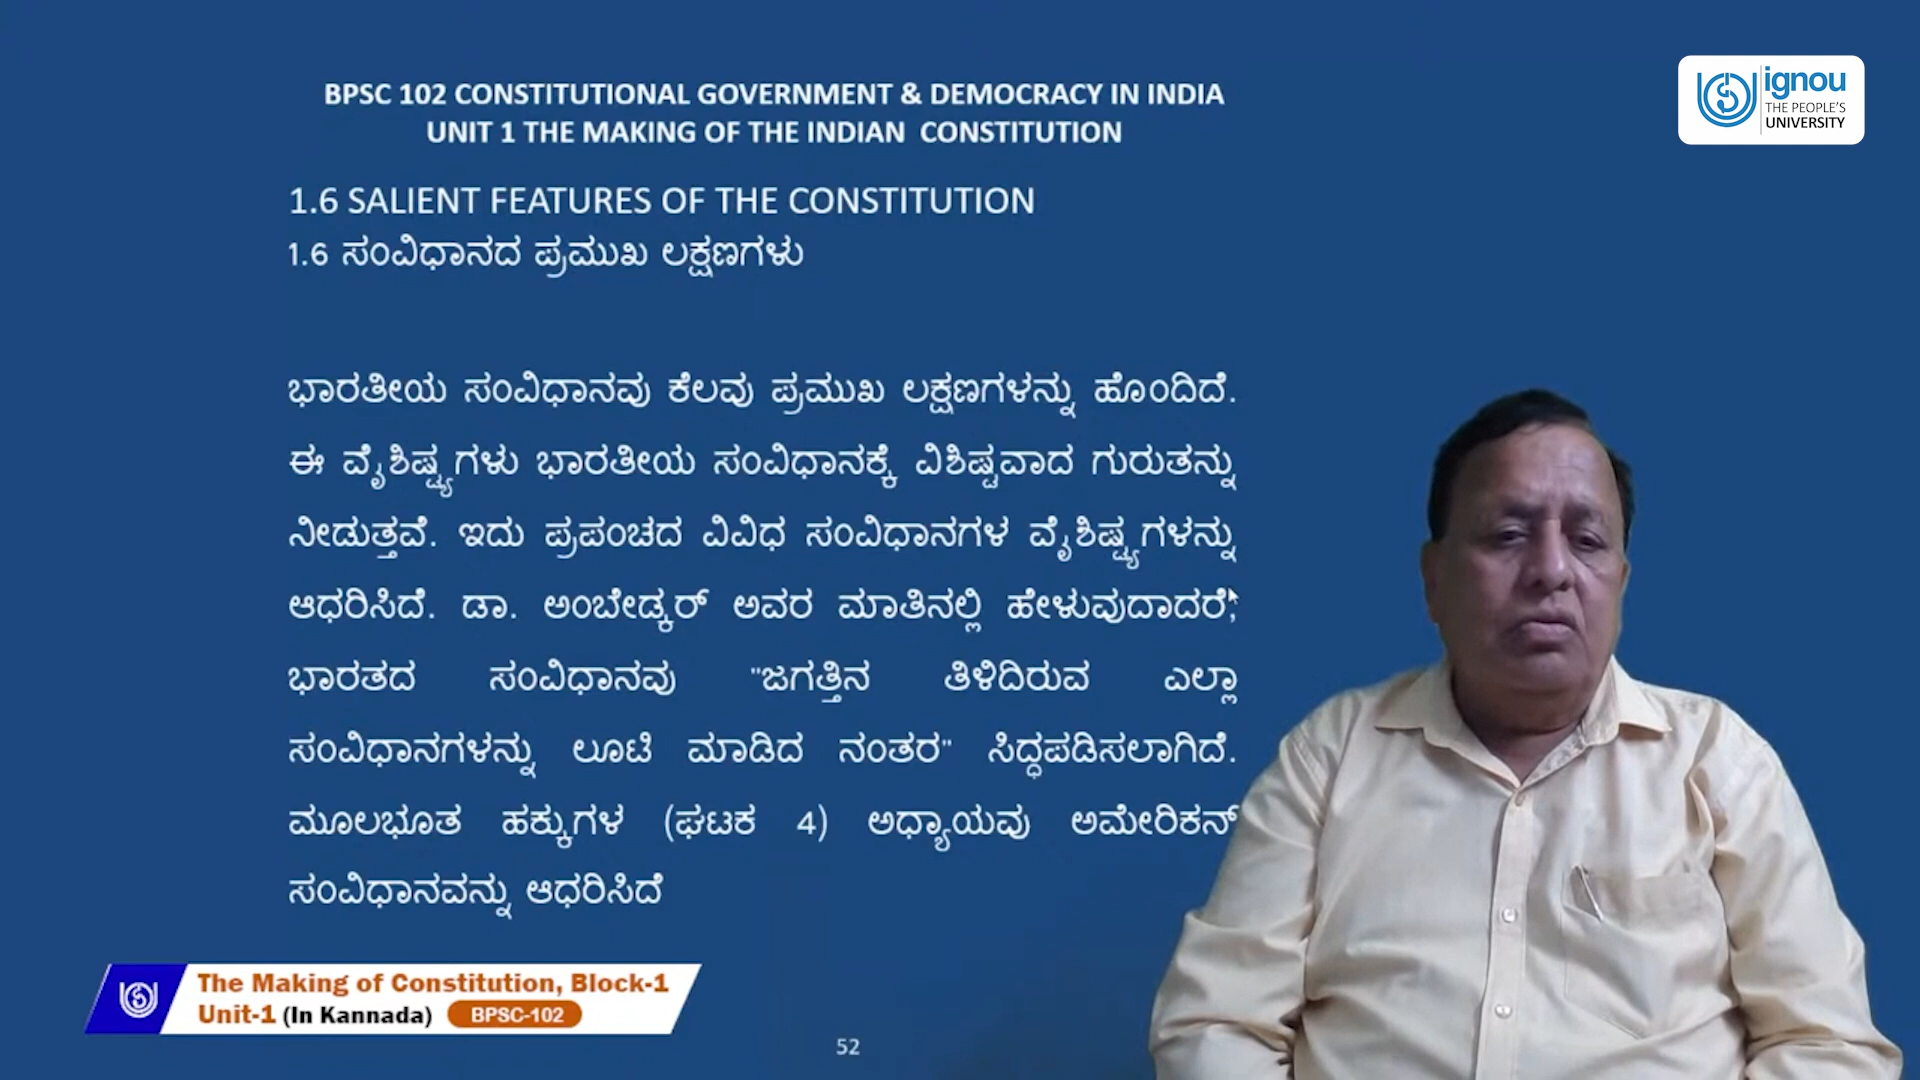 BPSC 102 CONSTITUTIONAL GOVERNMENT & DEMOCRACY IN INDIA
UNIT 1 THE MAKING OF THE INDIAN CONSTITUTION
ignou
THE PEOPLE'S
UNIVERSITY
1.6 SALIENT FEATURES OF THE CONSTITUTION
1.6 ಸಂವಿಧಾನದ ಪ್ರಮುಖ ಲಕ್ಷಣಗಳು
ಭಾರತೀಯ ಸಂವಿಧಾನವು ಕೆಲವು ಪ್ರಮುಖ ಲಕ್ಷಣಗಳನ್ನು ಹೊಂದಿದೆ.
ಈ ವೈಶಿಷ್ಟ್ಯಗಳು ಭಾರತೀಯ ಸಂವಿಧಾನಕ್ಕೆ ವಿಶಿಷ್ಟವಾದ ಗುರುತನ್ನು
ನೀಡುತ್ತವೆ. ಇದು ಪ್ರಪಂಚದ ವಿವಿಧ ಸಂವಿಧಾನಗಳ ವೈಶಿಷ್ಟ್ಯಗಳನ್ನು
ಆಧರಿಸಿದೆ. ಡಾ. ಅಂಬೇಡ್ಕರ್ ಅವರ ಮಾತಿನಲ್ಲಿ ಹೇಳುವುದಾದರೆ;
ಭಾರತದ ಸಂವಿಧಾನವು "ಜಗತ್ತಿನ ತಿಳಿದಿರುವ ಎಲ್ಲಾ
ಸಂವಿಧಾನಗಳನ್ನು ಲೂಟಿ ಮಾಡಿದ ನಂತರ" ಸಿದ್ಧಪಡಿಸಲಾಗಿದೆ.
ಮೂಲಭೂತ ಹಕ್ಕುಗಳ (ಘಟಕ 4) ಅಧ್ಯಾಯವು ಅಮೇರಿಕನ್
ಸಂವಿಧಾನವನ್ನು ಆಧರಿಸಿದೆ
The Making of Constitution, Block-1
Unit-1 (In Kannada) BPSC-102
52